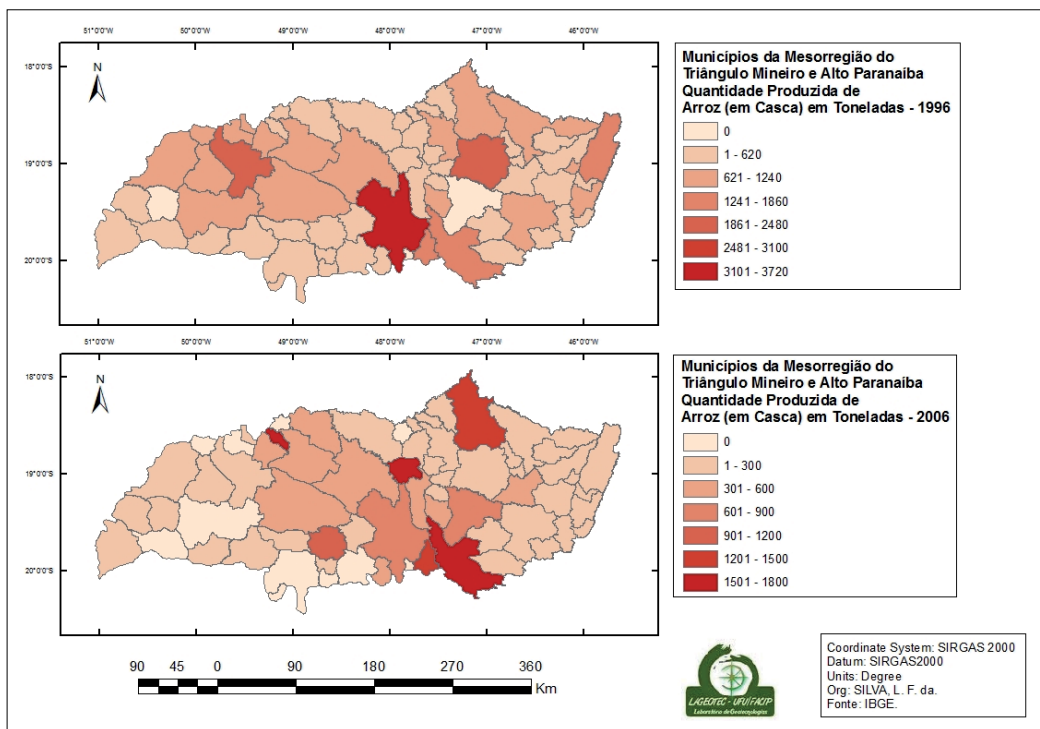 51°0'0"W 50°0'0"W 49°0'0"W 48°0'0"W 47°0'0"W 46°0'0"W
18°0'0"S
N
19°0'0"S
20°0'0"S
51°0'0"W 50°0'0"W 49°0'0"W 48°0'0"W 47°0'0"W 46°0'0"W
Municípios da Mesorregião do
Triângulo Mineiro e Alto Paranaíba
Quantidade Produzida de
Arroz (em Casca) em Toneladas - 1996
0
1 - 620
621 - 1240
1241 - 1860
1861 - 2480
2481 - 3100
3101 - 3720
18°0'0"S
N
19°0'0"S
20°0'0"S
Municípios da Mesorregião do
Triângulo Mineiro e Alto Paranaíba
Quantidade Produzida de
Arroz (em Casca) em Toneladas - 2006
0
1 - 300
301 - 600
601 - 900
901 - 1200
1201 - 1500
1501 - 1800
90 45 0 90 180 270 360
Km
LAGEOTEC - UFU/FACIP
Laboratório de Geotecnologias
Coordinate System: SIRGAS 2000
Datum: SIRGAS2000
Units: Degree
Org: SILVA, L. F. da.
Fonte: IBGE.